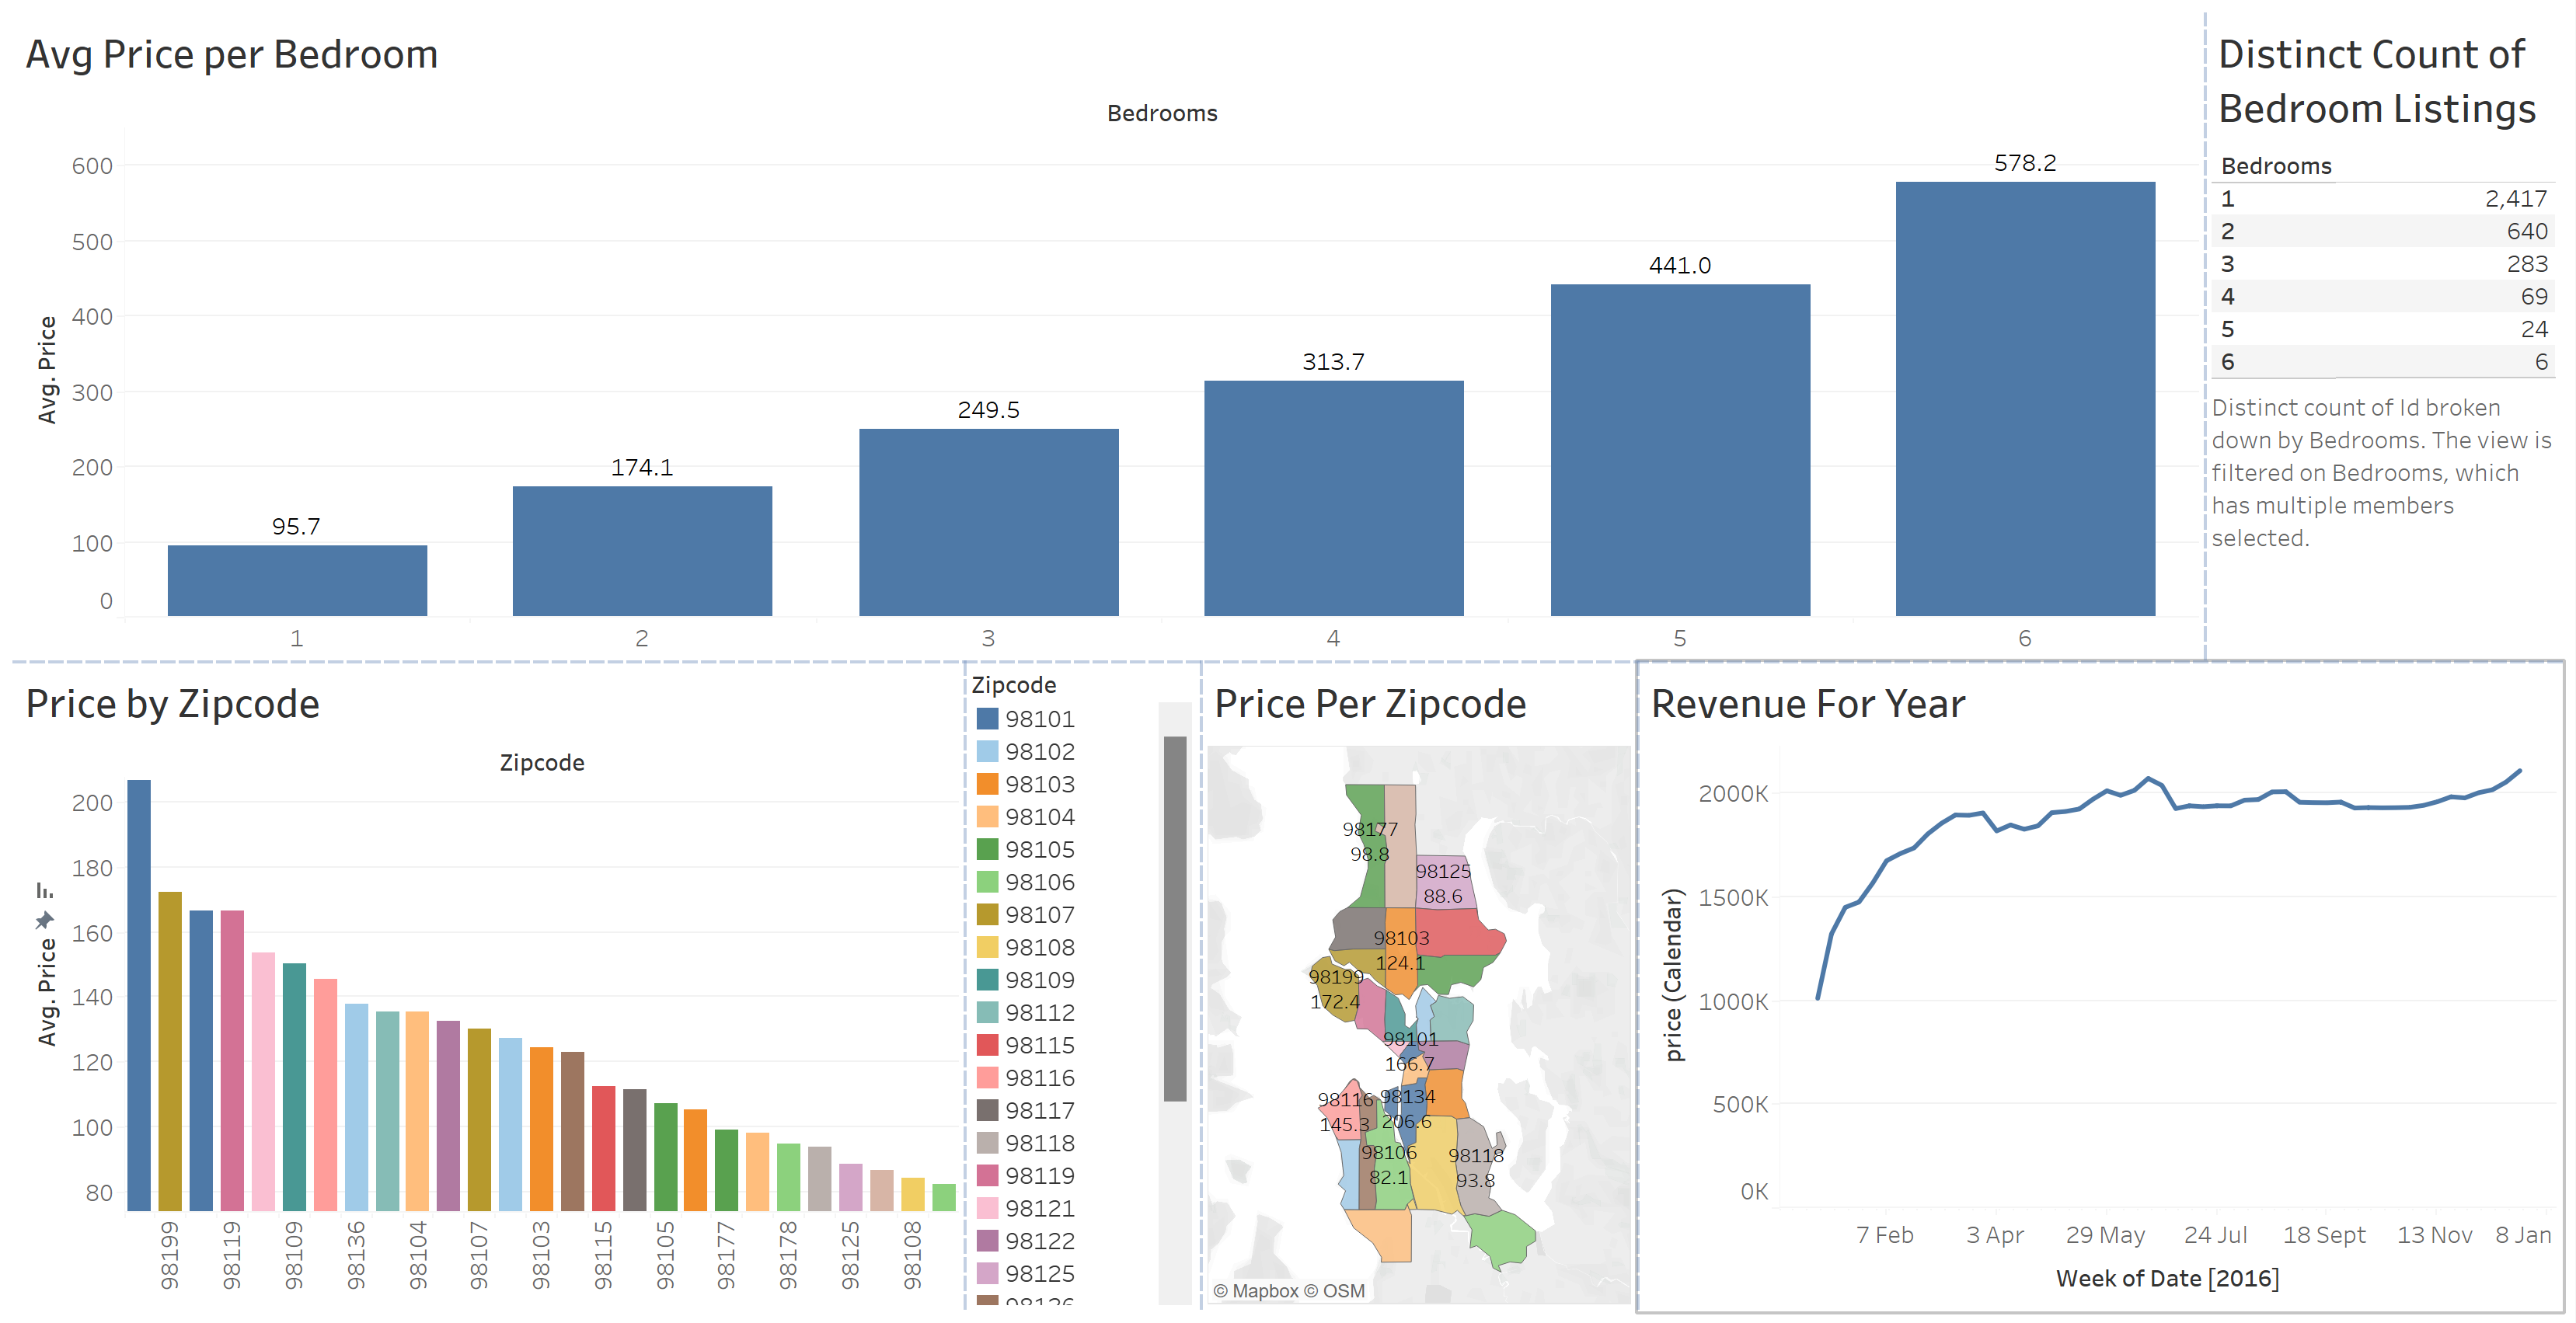 Avg Price per Bedroom
Bedrooms
Avg. Price
600
500
400
300
200
100
0
95.7
174.1
249.5
313.7
441.0
578.2
1
2
3
4
5
6
Distinct Count of
Bedroom Listings
Bedrooms
1 2,417
2 640
3 283
4 69
5 24
6 6
Distinct count of Id broken
down by Bedrooms. The view is
filtered on Bedrooms, which
has multiple members
selected.
Price by Zipcode
Zipcode
Avg. Price
200
180
160
140
120
100
80
98199
98119
98109
98136
98104
98107
98103
98115
98105
98177
98178
98125
98108
Zipcode
98101
98102
98103
98104
98105
98106
98107
98108
98109
98112
98115
98116
98117
98118
98119
98121
98122
98125
Price Per Zipcode
98177
98.8
98125
88.6
98103
124.1
98199
172.4
98101
166.7
98116
145.3
98134
206.6
98106
82.1
98118
93.8
© Mapbox © OSM
Revenue For Year
price (Calendar)
2000K
1500K
1000K
500K
0K
7 Feb
3 Apr
29 May
24 Jul
18 Sept
13 Nov
8 Jan
Week of Date [2016]